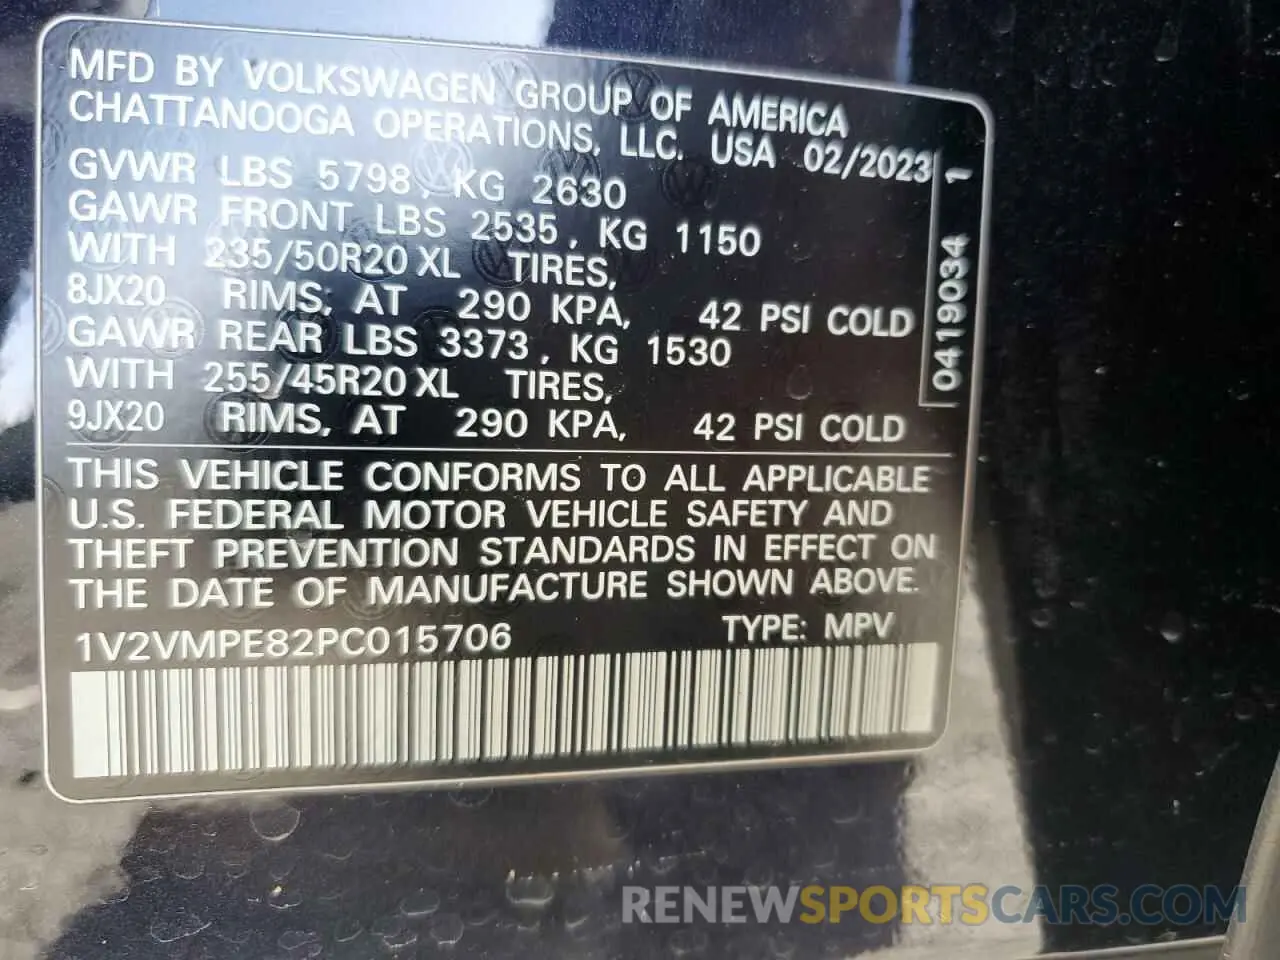 MFD BY VOLKSWAGEN GROUP OF AMERICA
CHATTANOOGA OPERATIONS, LLC. USA 02/2023
GVWR LBS 5798, KG 2630
GAWR FRONT LBS 2535, KG 1150
WITH 235/50R20 XL TIRES,
8JX20 RIMS, AT 290 KPA, 42 PSI COLD
GAWR REAR LBS 3373, KG 1530
WITH 255/45R20 XL TIRES,
9JX20 RIMS, AT 290 KPA, 42 PSI COLD
0419034 1
THIS VEHICLE CONFORMS TO ALL APPLICABLE
U.S. FEDERAL MOTOR VEHICLE SAFETY AND
THEFT PREVENTION STANDARDS IN EFFECT ON
THE DATE OF MANUFACTURE SHOWN ABOVE.
1V2VMPE82PC015706 TYPE: MPV
RENEWSPORTSCARS.COM